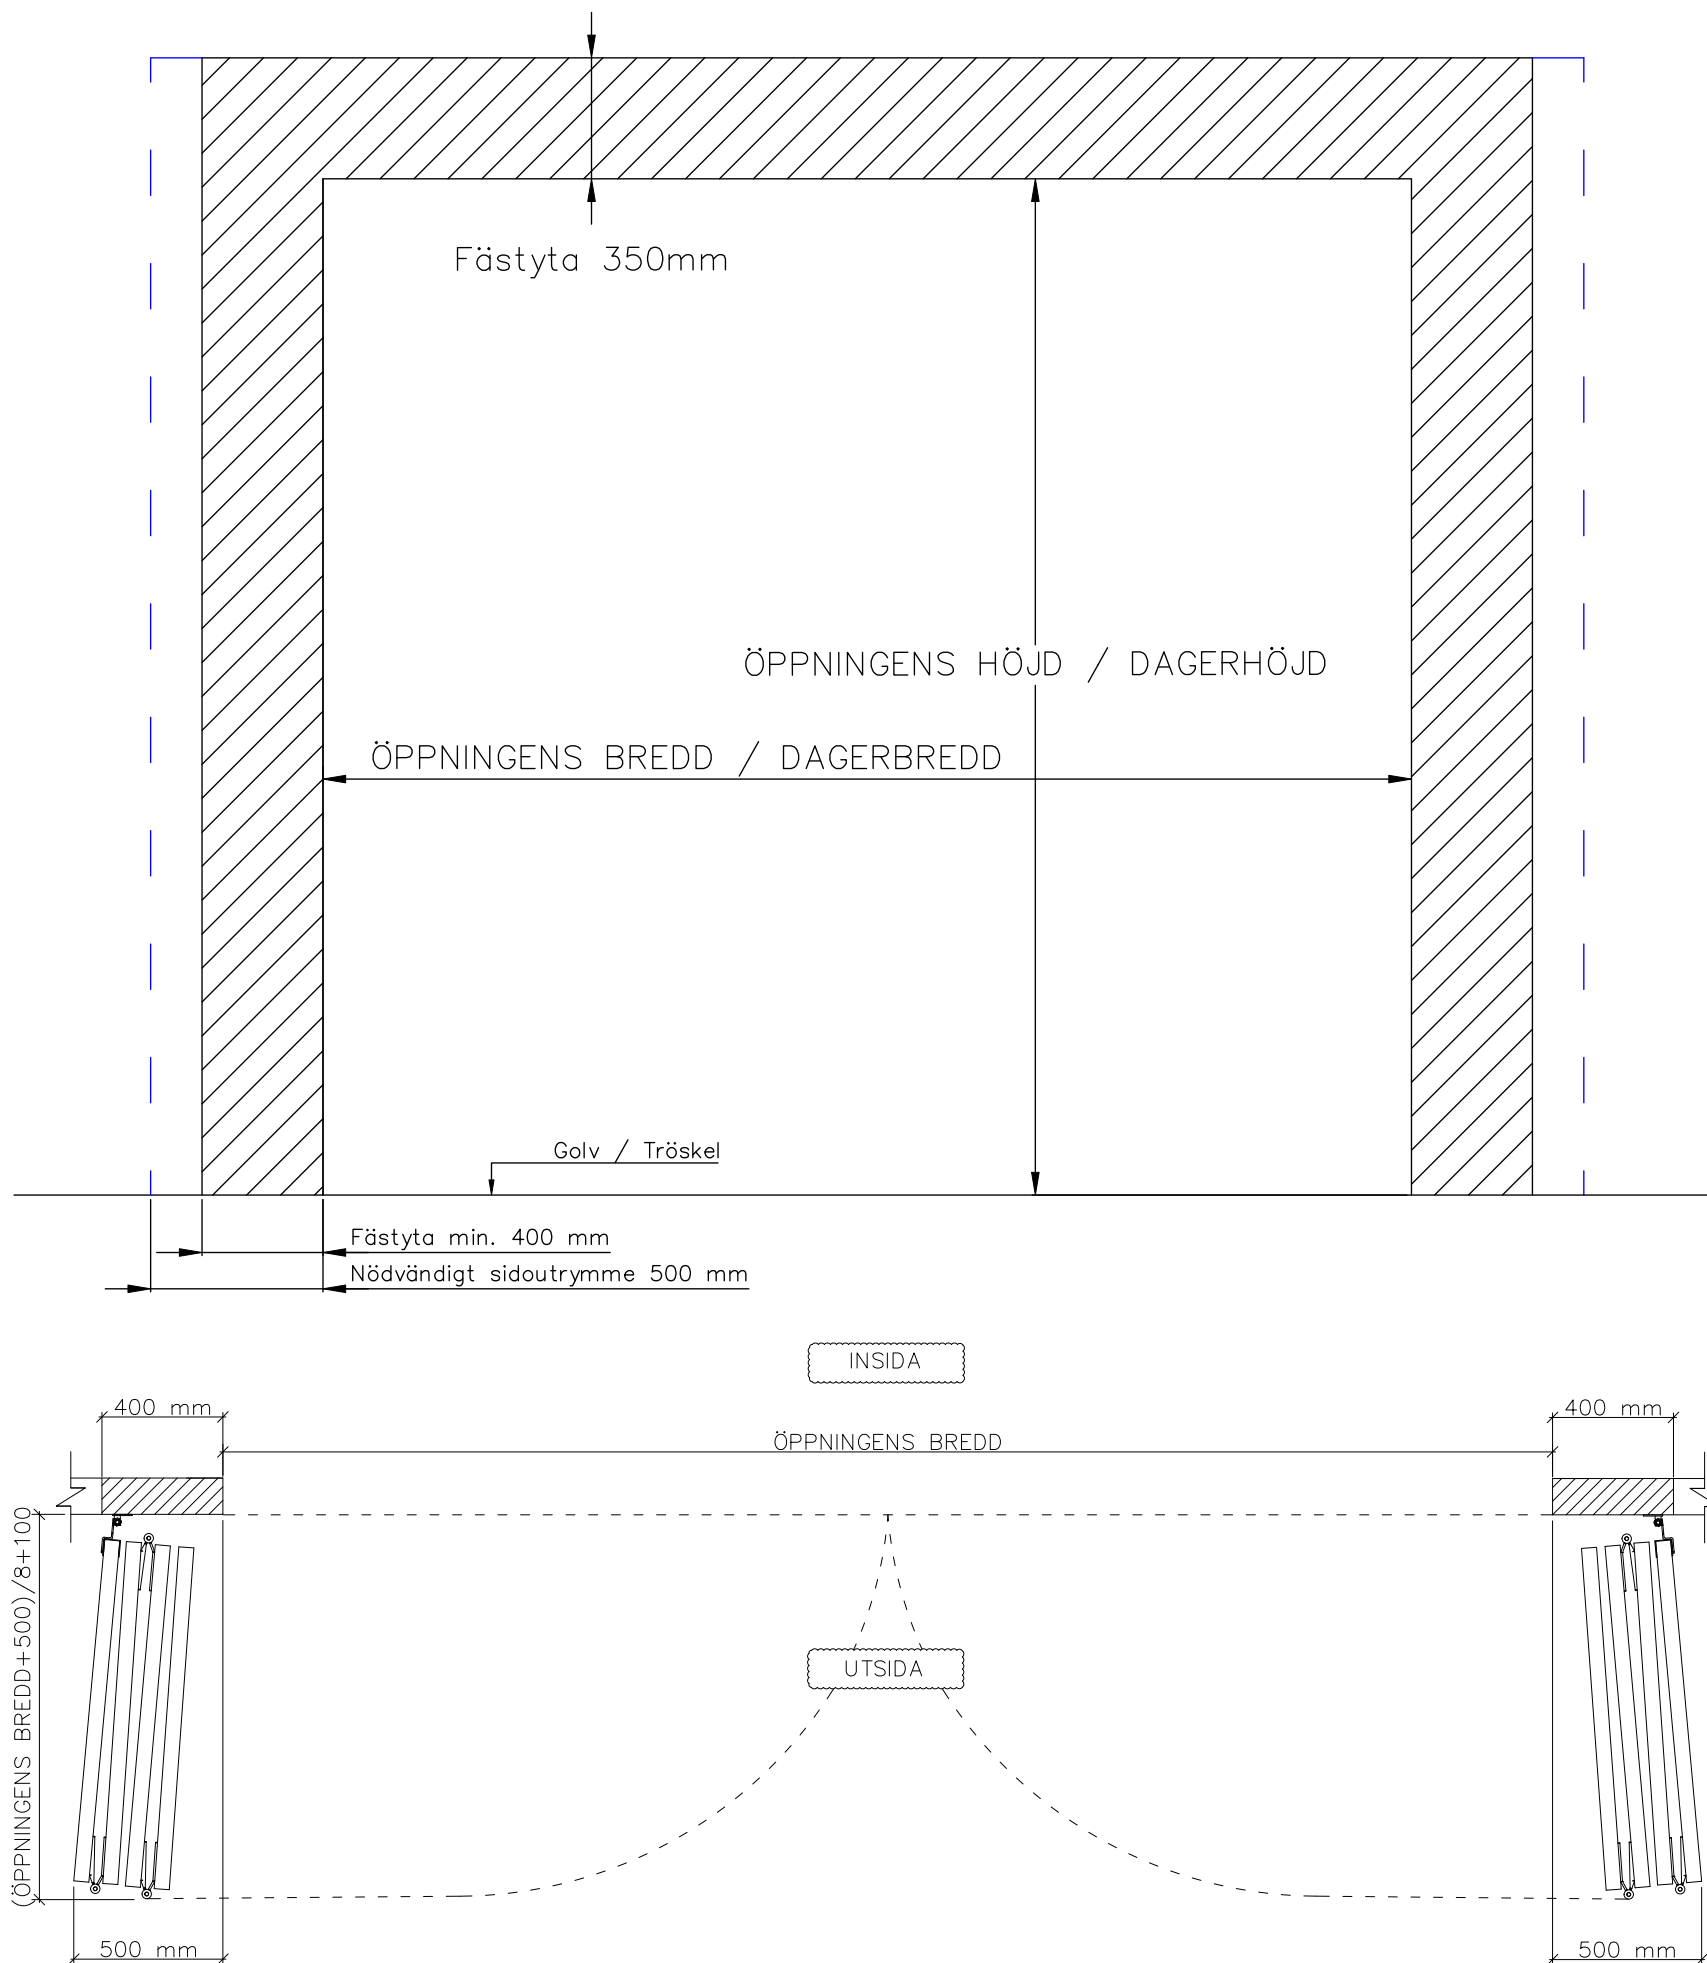 Fästyta 350mm
ÖPPNINGENS HÖJD / DAGERHÖJD
ÖPPNINGENS BREDD / DAGERBREDD
Golv / Tröskel
Fästyta min. 400 mm
Nödvändigt sidoutrymme 500 mm
INSIDA
400 mm
400 mm
ÖPPNINGENS BREDD
(ÖPPNINGENS BREDD+500)/8+100
UTSIDA
500 mm
500 mm